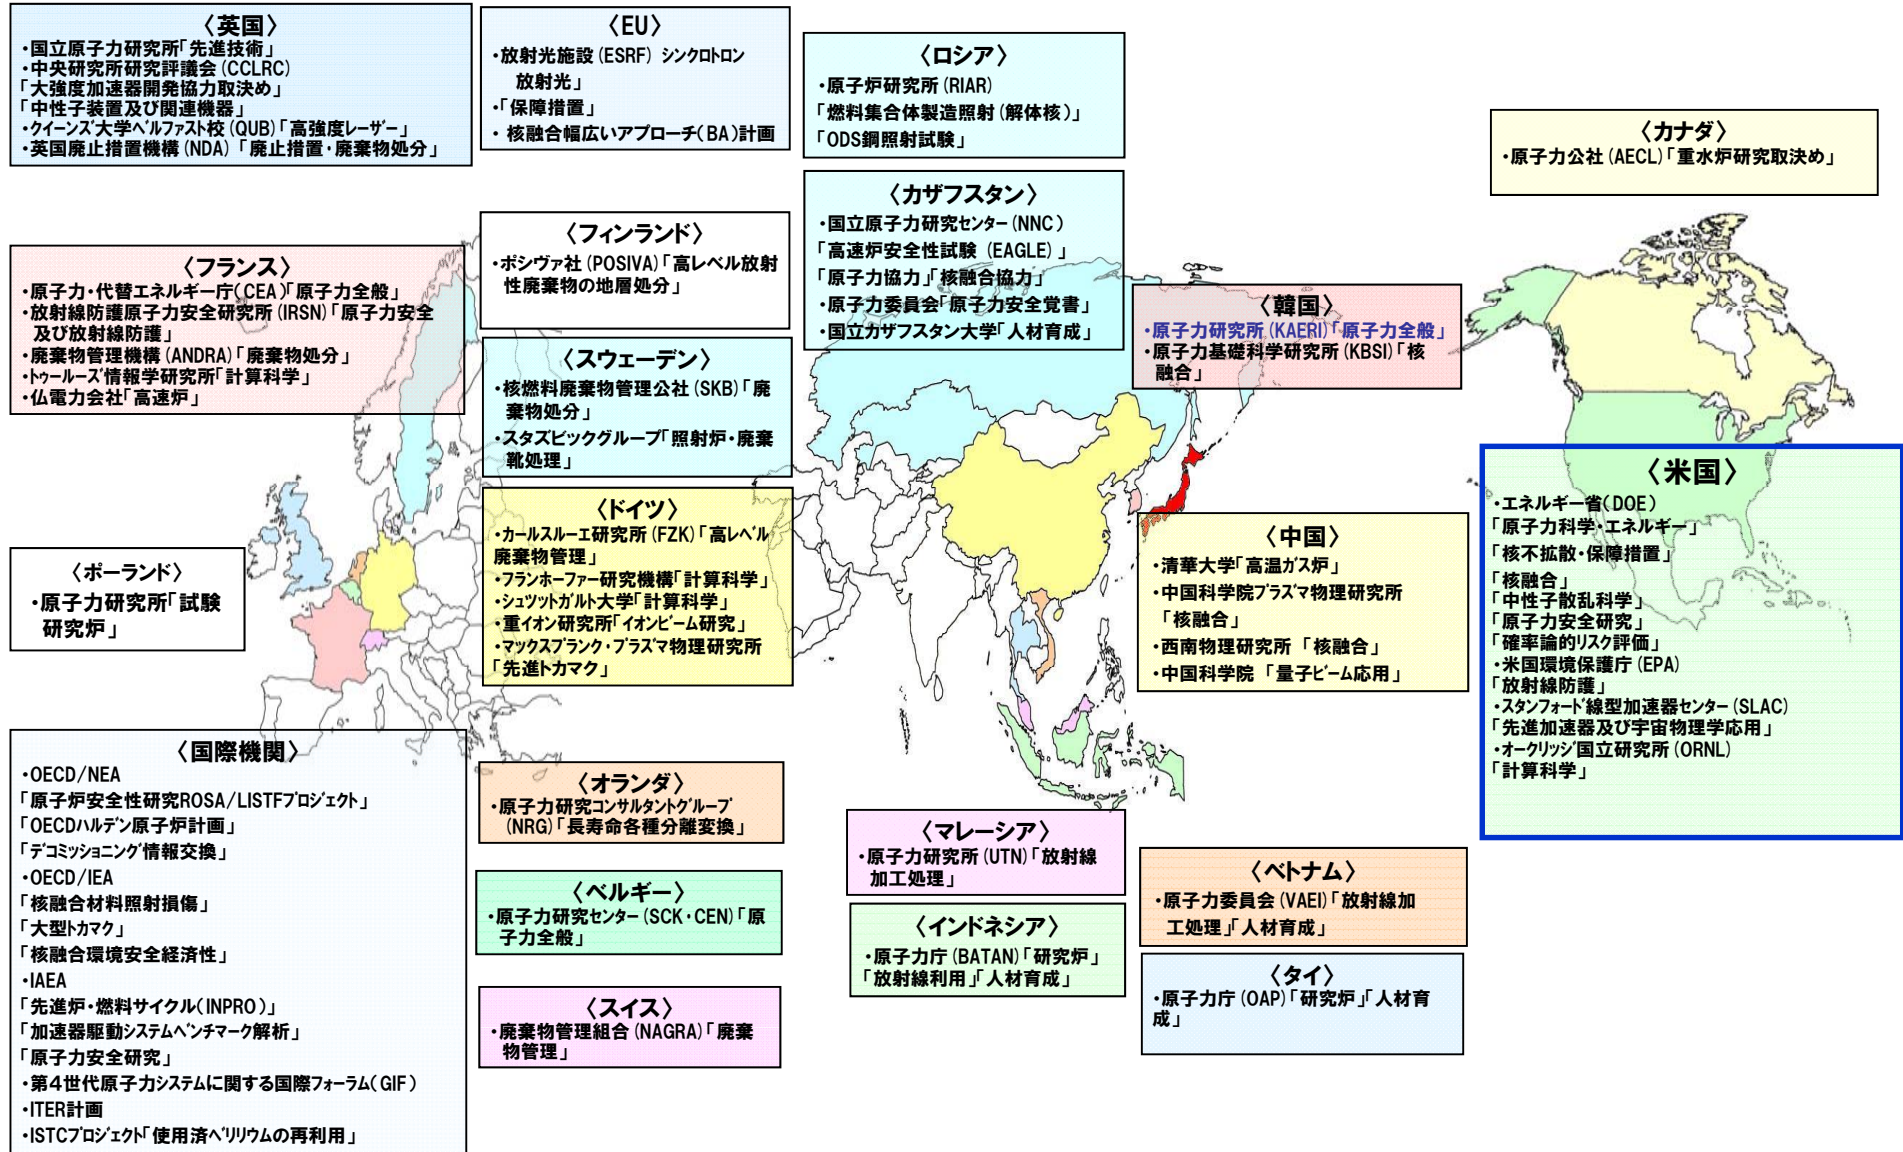 〈英国〉
・国立原子力研究所「先進技術」
・中央研究所研究評議会(CCLRC)
「大強度加速器開発協力取決め」
「中性子装置及び関連機器」
・クイーンズ大学ベルファスト校(QUB)「高強度レーザー」
・英国廃止措置機構(NDA)「廃止措置・廃棄物処分」
〈EU〉
・放射光施設(ESRF) シンクロトロン
放射光」
・「保障措置」
・ 核融合幅広いアプローチ(BA)計画
〈ロシア〉
・原子炉研究所(RIAR)
「燃料集合体製造照射(解体核)」
「ODS鋼照射試験」
〈カナダ〉
・原子力公社(AECL)「重水炉研究取決め」
〈フランス〉
・原子力・代替エネルギー庁(CEA)「原子力全般」
・放射線防護原子力安全研究所(IRSN)「原子力安全
及び放射線防護」
・廃棄物管理機構(ANDRA)「廃棄物処分」
・トゥールーズ情報学研究所「計算科学」
・仏電力会社「高速炉」
〈フィンランド〉
・ポシヴァ社(POSIVA)「高レベル放射
性廃棄物の地層処分」
〈カザフスタン〉
・国立原子力研究センター(NNC)
「高速炉安全性試験(EAGLE)」
「原子力協力」「核融合協力」
・原子力委員会「原子力安全覚書」
・国立カザフスタン大学「人材育成」
〈韓国〉
・原子力研究所(KAERI)「原子力全般」
・原子力基礎科学研究所(KBSI)「核
融合」
〈スウェーデン〉
・核燃料廃棄物管理公社(SKB)「廃
棄物処分」
・スタズビックグループ「照射炉・廃棄
靴処理」
〈ドイツ〉
・カールスルーエ研究所(FZK)「高レベル
廃棄物管理」
・フランホーファー研究機構「計算科学」
・シュツットガルト大学「計算科学」
・重イオン研究所「イオンビーム研究」
・マックスプランク・プラズマ物理研究所
「先進トカマク」
〈ポーランド〉
・原子力研究所「試験
研究炉」
〈中国〉
・清華大学「高温ガス炉」
・中国科学院プラズマ物理研究所
「核融合」
・西南物理研究所 「核融合」
・中国科学院 「量子ビーム応用」
〈米国〉
・エネルギー省(DOE)
「原子力科学・エネルギー」
「核不拡散・保障措置」
「核融合」
「中性子散乱科学」
「原子力安全研究」
「確率論的リスク評価」
・米国環境保護庁(EPA)
「放射線防護」
・スタンフォード線型加速器センター(SLAC)
「先進加速器及び宇宙物理学応用」
・オークリッジ国立研究所(ORNL)
「計算科学」
〈国際機関〉
・OECD/NEA
「原子炉安全性研究ROSA/LISTFプロジェクト」
「OECDハルデン原子炉計画」
「デコミッショニング情報交換」
・OECD/IEA
「核融合材料照射損傷」
「大型トカマク」
「核融合環境安全経済性」
・IAEA
「先進炉・燃料サイクル(INPRO)」
「加速器駆動システムベンチマーク解析」
「原子力安全研究」
・第4世代原子力システムに関する国際フォーラム(GIF)
・ITER計画
・ISTCプロジェクト「使用済ベリリウムの再利用」
〈オランダ〉
・原子力研究コンサルタントグループ
(NRG)「長寿命各種分離変換」
〈ベルギー〉
・原子力研究センター(SCK・CEN)「原
子力全般」
〈スイス〉
・廃棄物管理組合(NAGRA)「廃棄
物管理」
〈マレーシア〉
・原子力研究所(UTN)「放射線
加工処理」
〈インドネシア〉
・原子力庁(BATAN)「研究炉」
「放射線利用」「人材育成」
〈ベトナム〉
・原子力委員会(VAEI)「放射線加
工処理」「人材育成」
〈タイ〉
・原子力庁(OAP)「研究炉」「人材育
成」